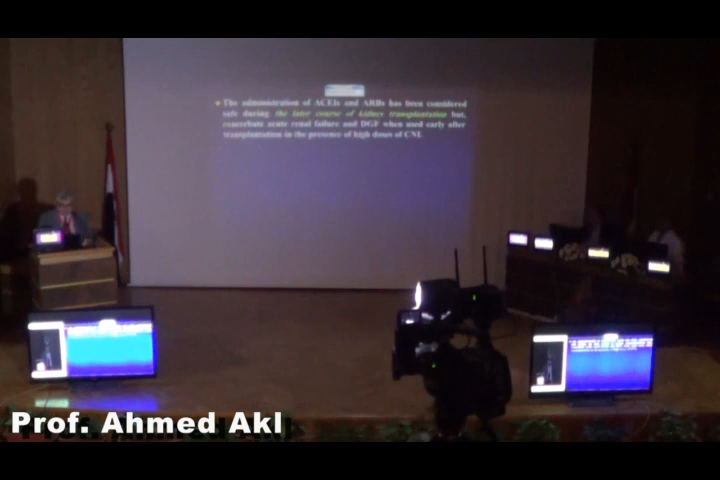 The administration of ACEIs and ARBs has been considered
safe during the later course of kidney transplantation but,
exacerbate acute renal failure and DGF when used early after
transplantation in the presence of high doses of CNI.
Prof. Ahmed Akl